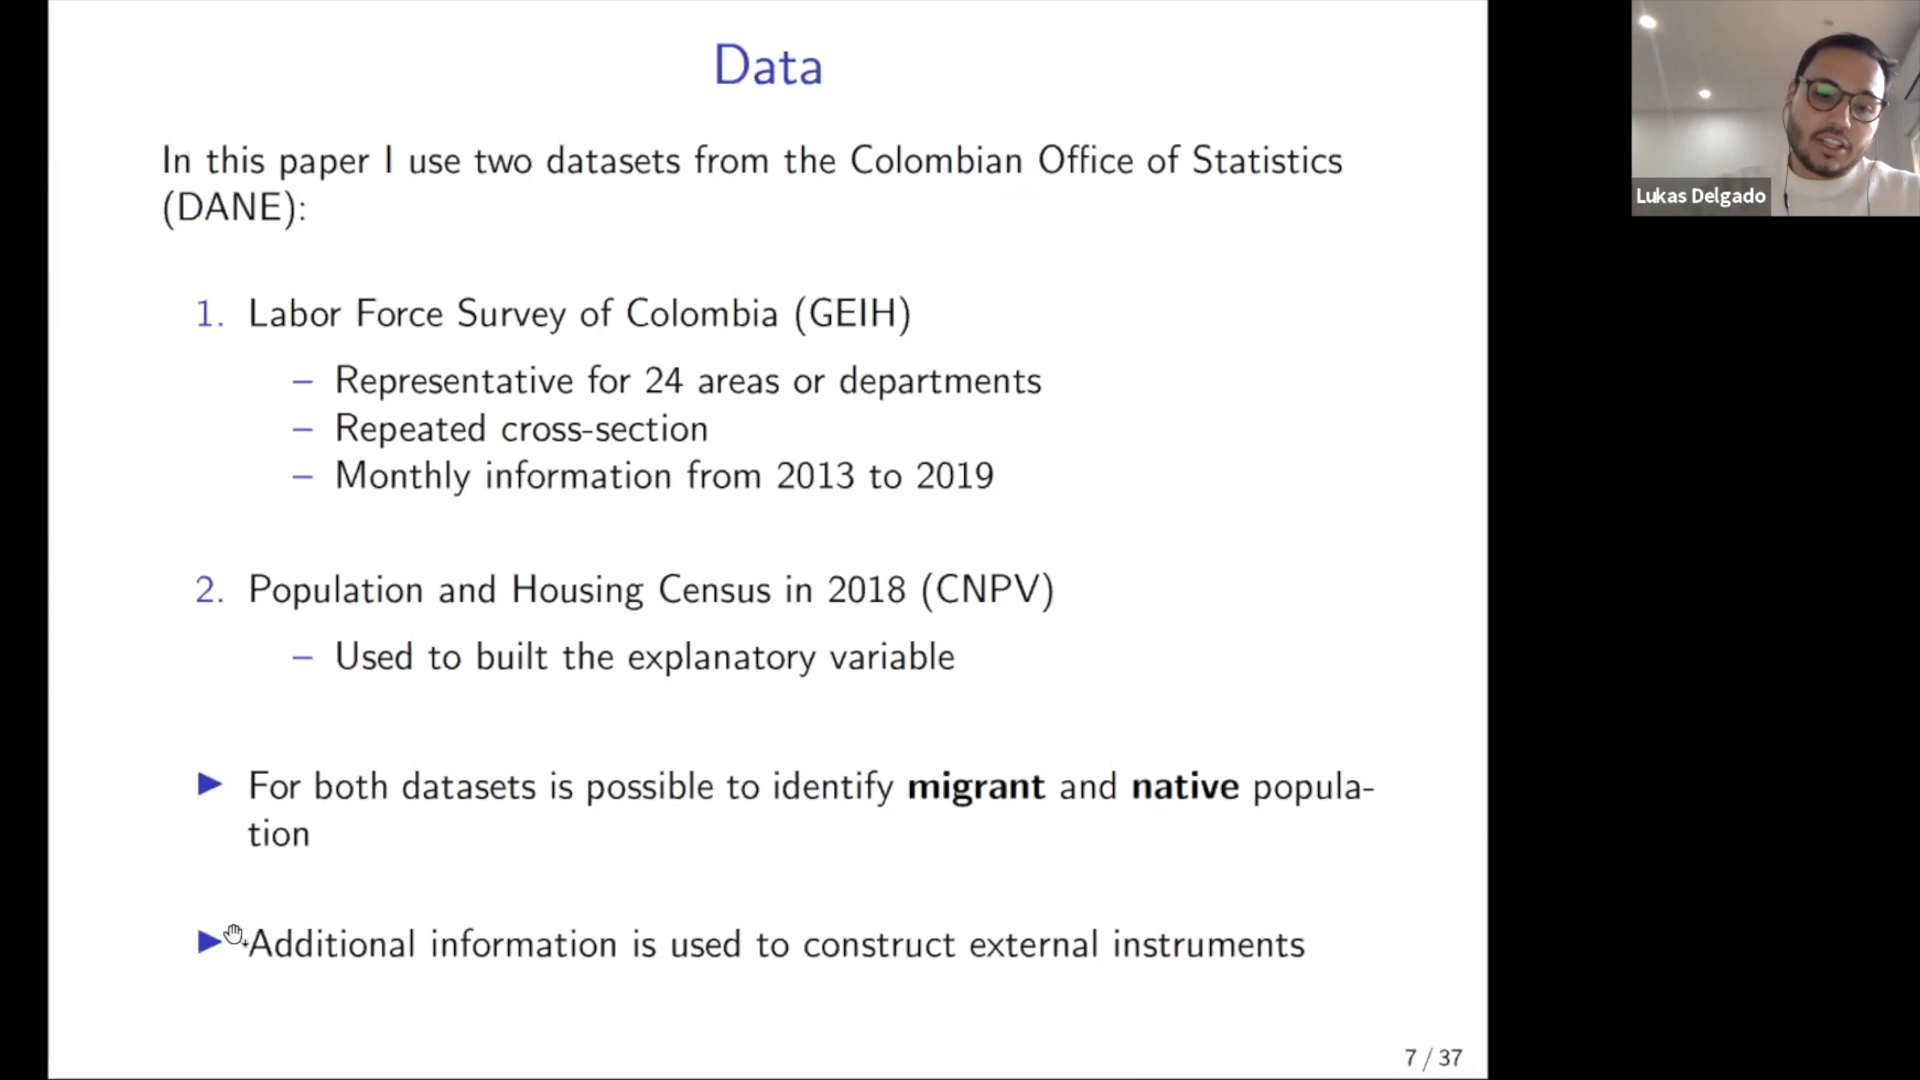 Data
In this paper I use two datasets from the Colombian Office of Statistics
(DANE):
1. Labor Force Survey of Colombia (GEIH)
– Representative for 24 areas or departments
– Repeated cross-section
– Monthly information from 2013 to 2019
2. Population and Housing Census in 2018 (CNPV)
– Used to built the explanatory variable
▶ For both datasets is possible to identify migrant and native popula-
tion
▶ Additional information is used to construct external instruments
7 / 37
Lukas Delgado